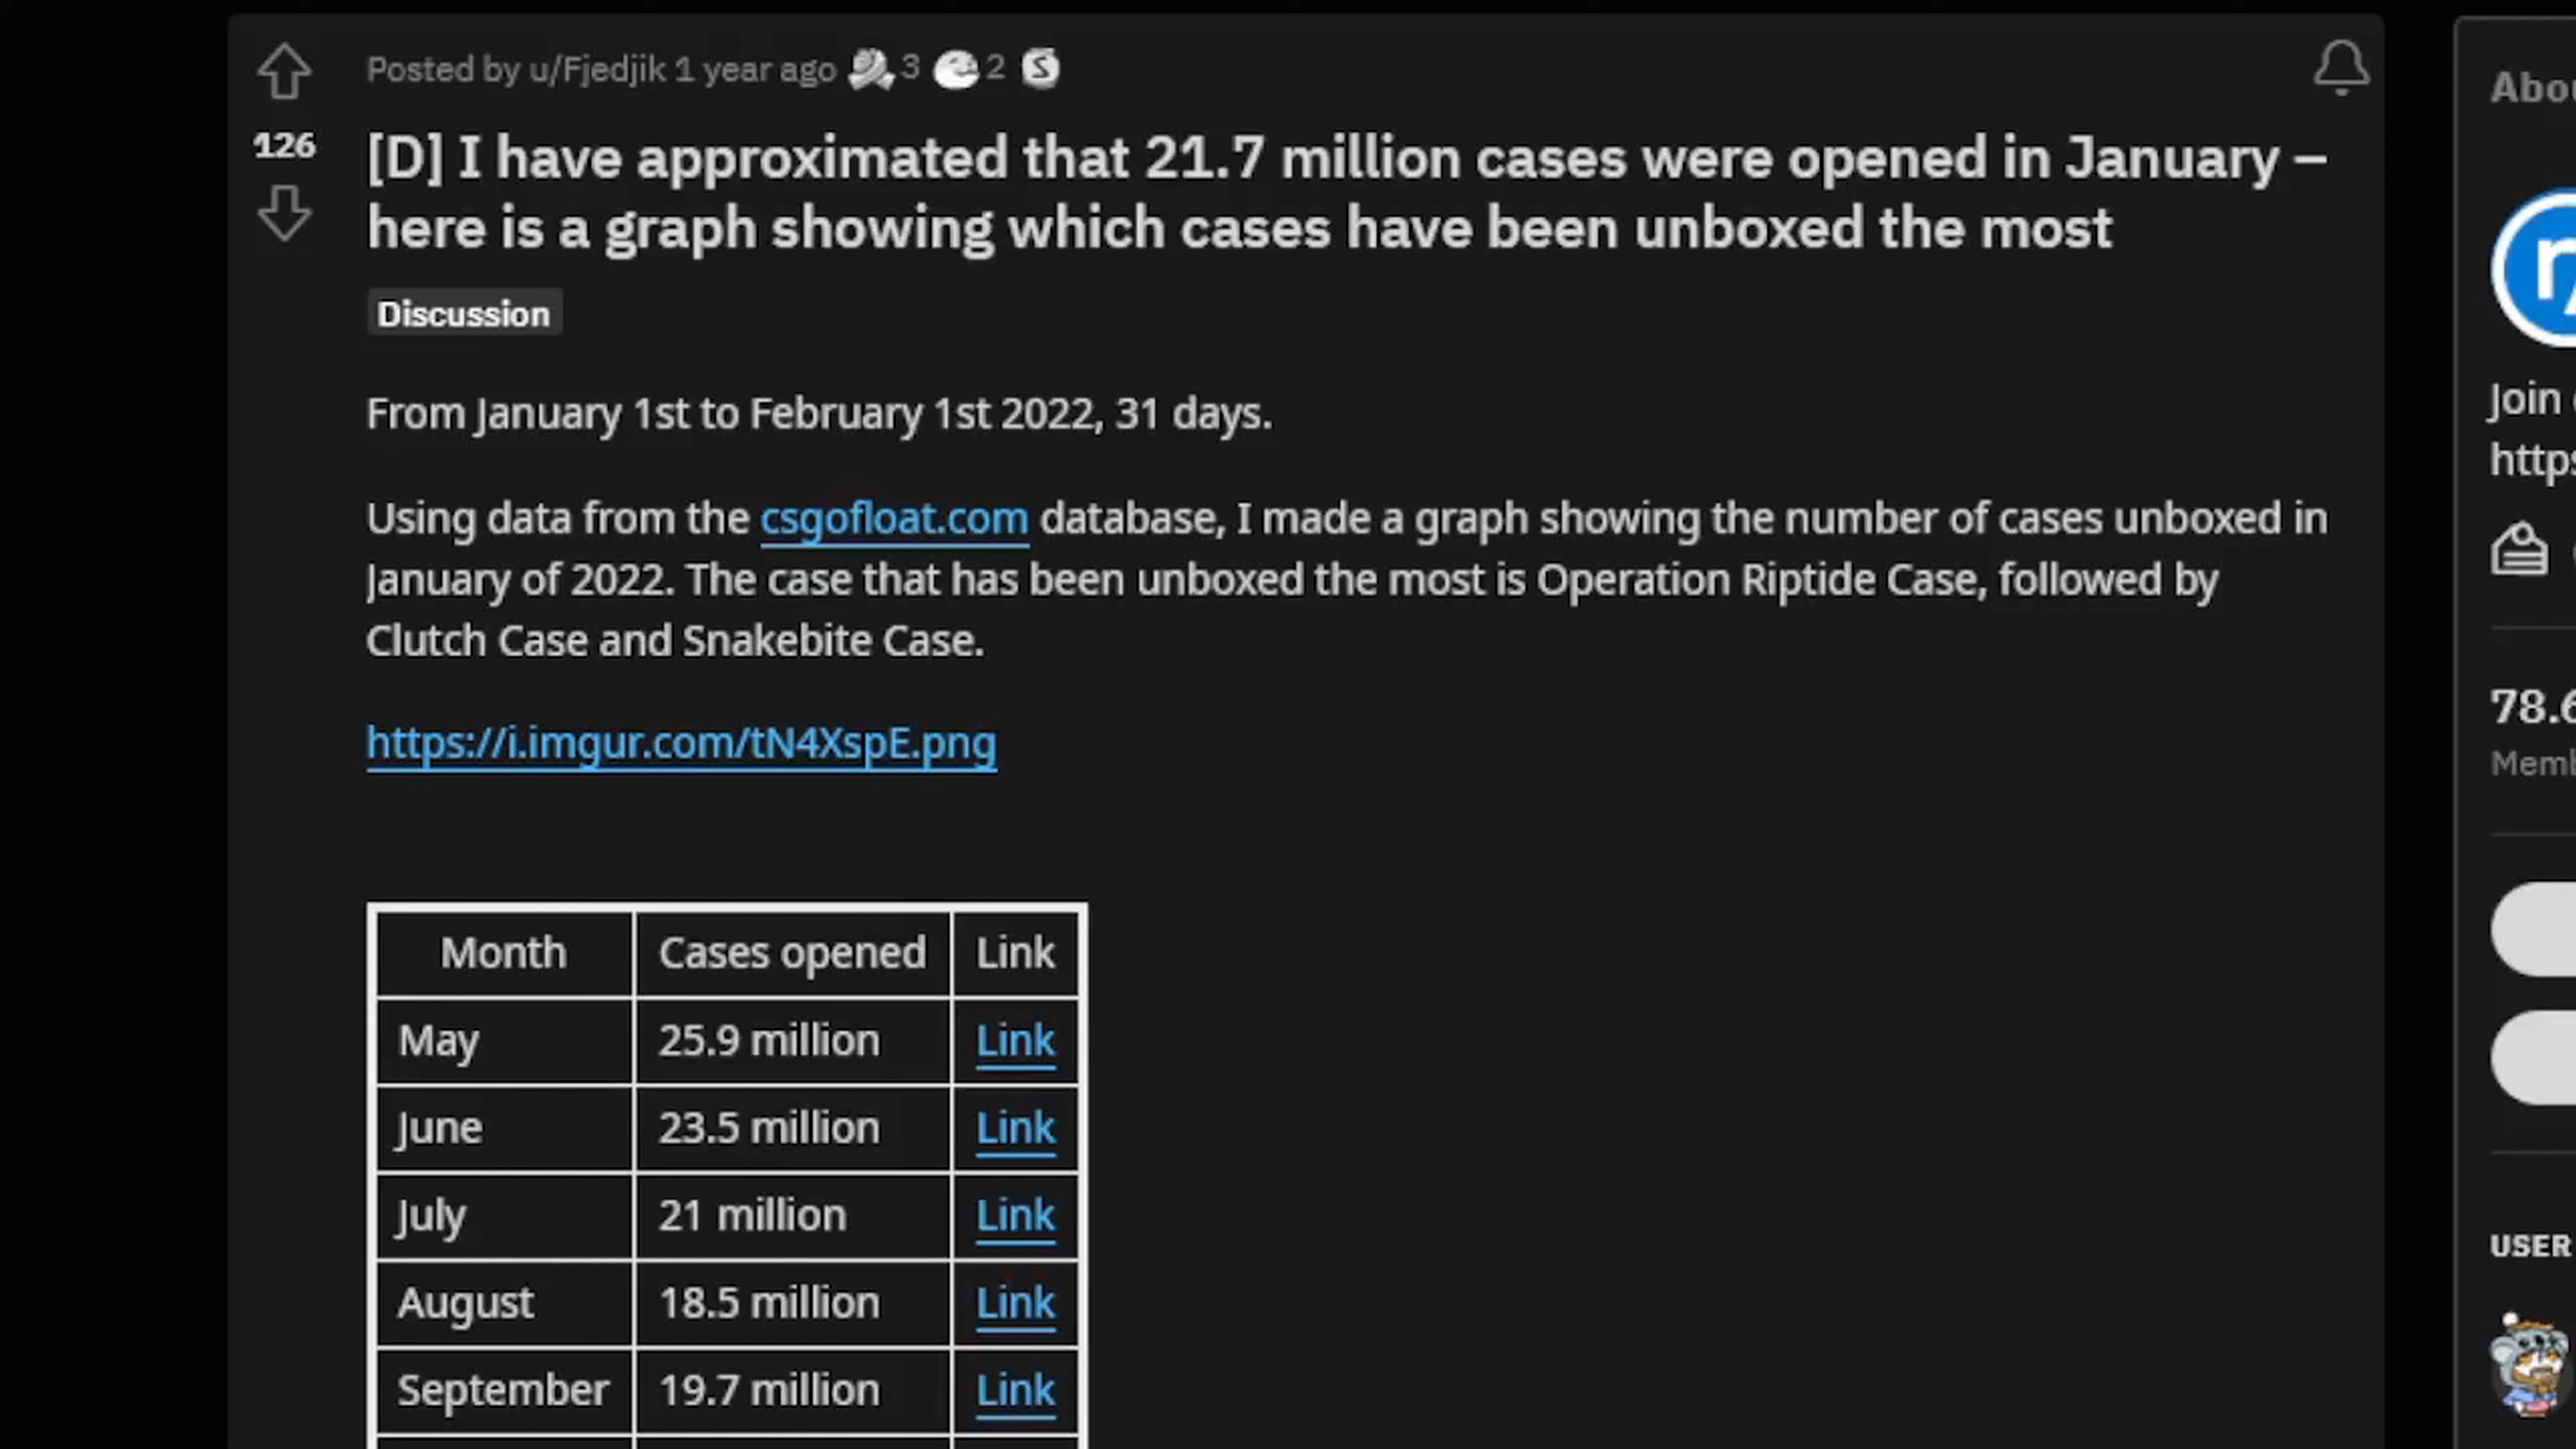 Posted by u/Fjedjik 1 year ago 3 2
126
[D] I have approximated that 21.7 million cases were opened in January –
here is a graph showing which cases have been unboxed the most
Discussion
From January 1st to February 1st 2022, 31 days.
Using data from the csgofloat.com database, I made a graph showing the number of cases unboxed in
January of 2022. The case that has been unboxed the most is Operation Riptide Case, followed by
Clutch Case and Snakebite Case.
https://i.imgur.com/tN4XspE.png
Month Cases opened Link
May 25.9 million Link
June 23.5 million Link
July 21 million Link
August 18.5 million Link
September 19.7 million Link
Join
https
USER